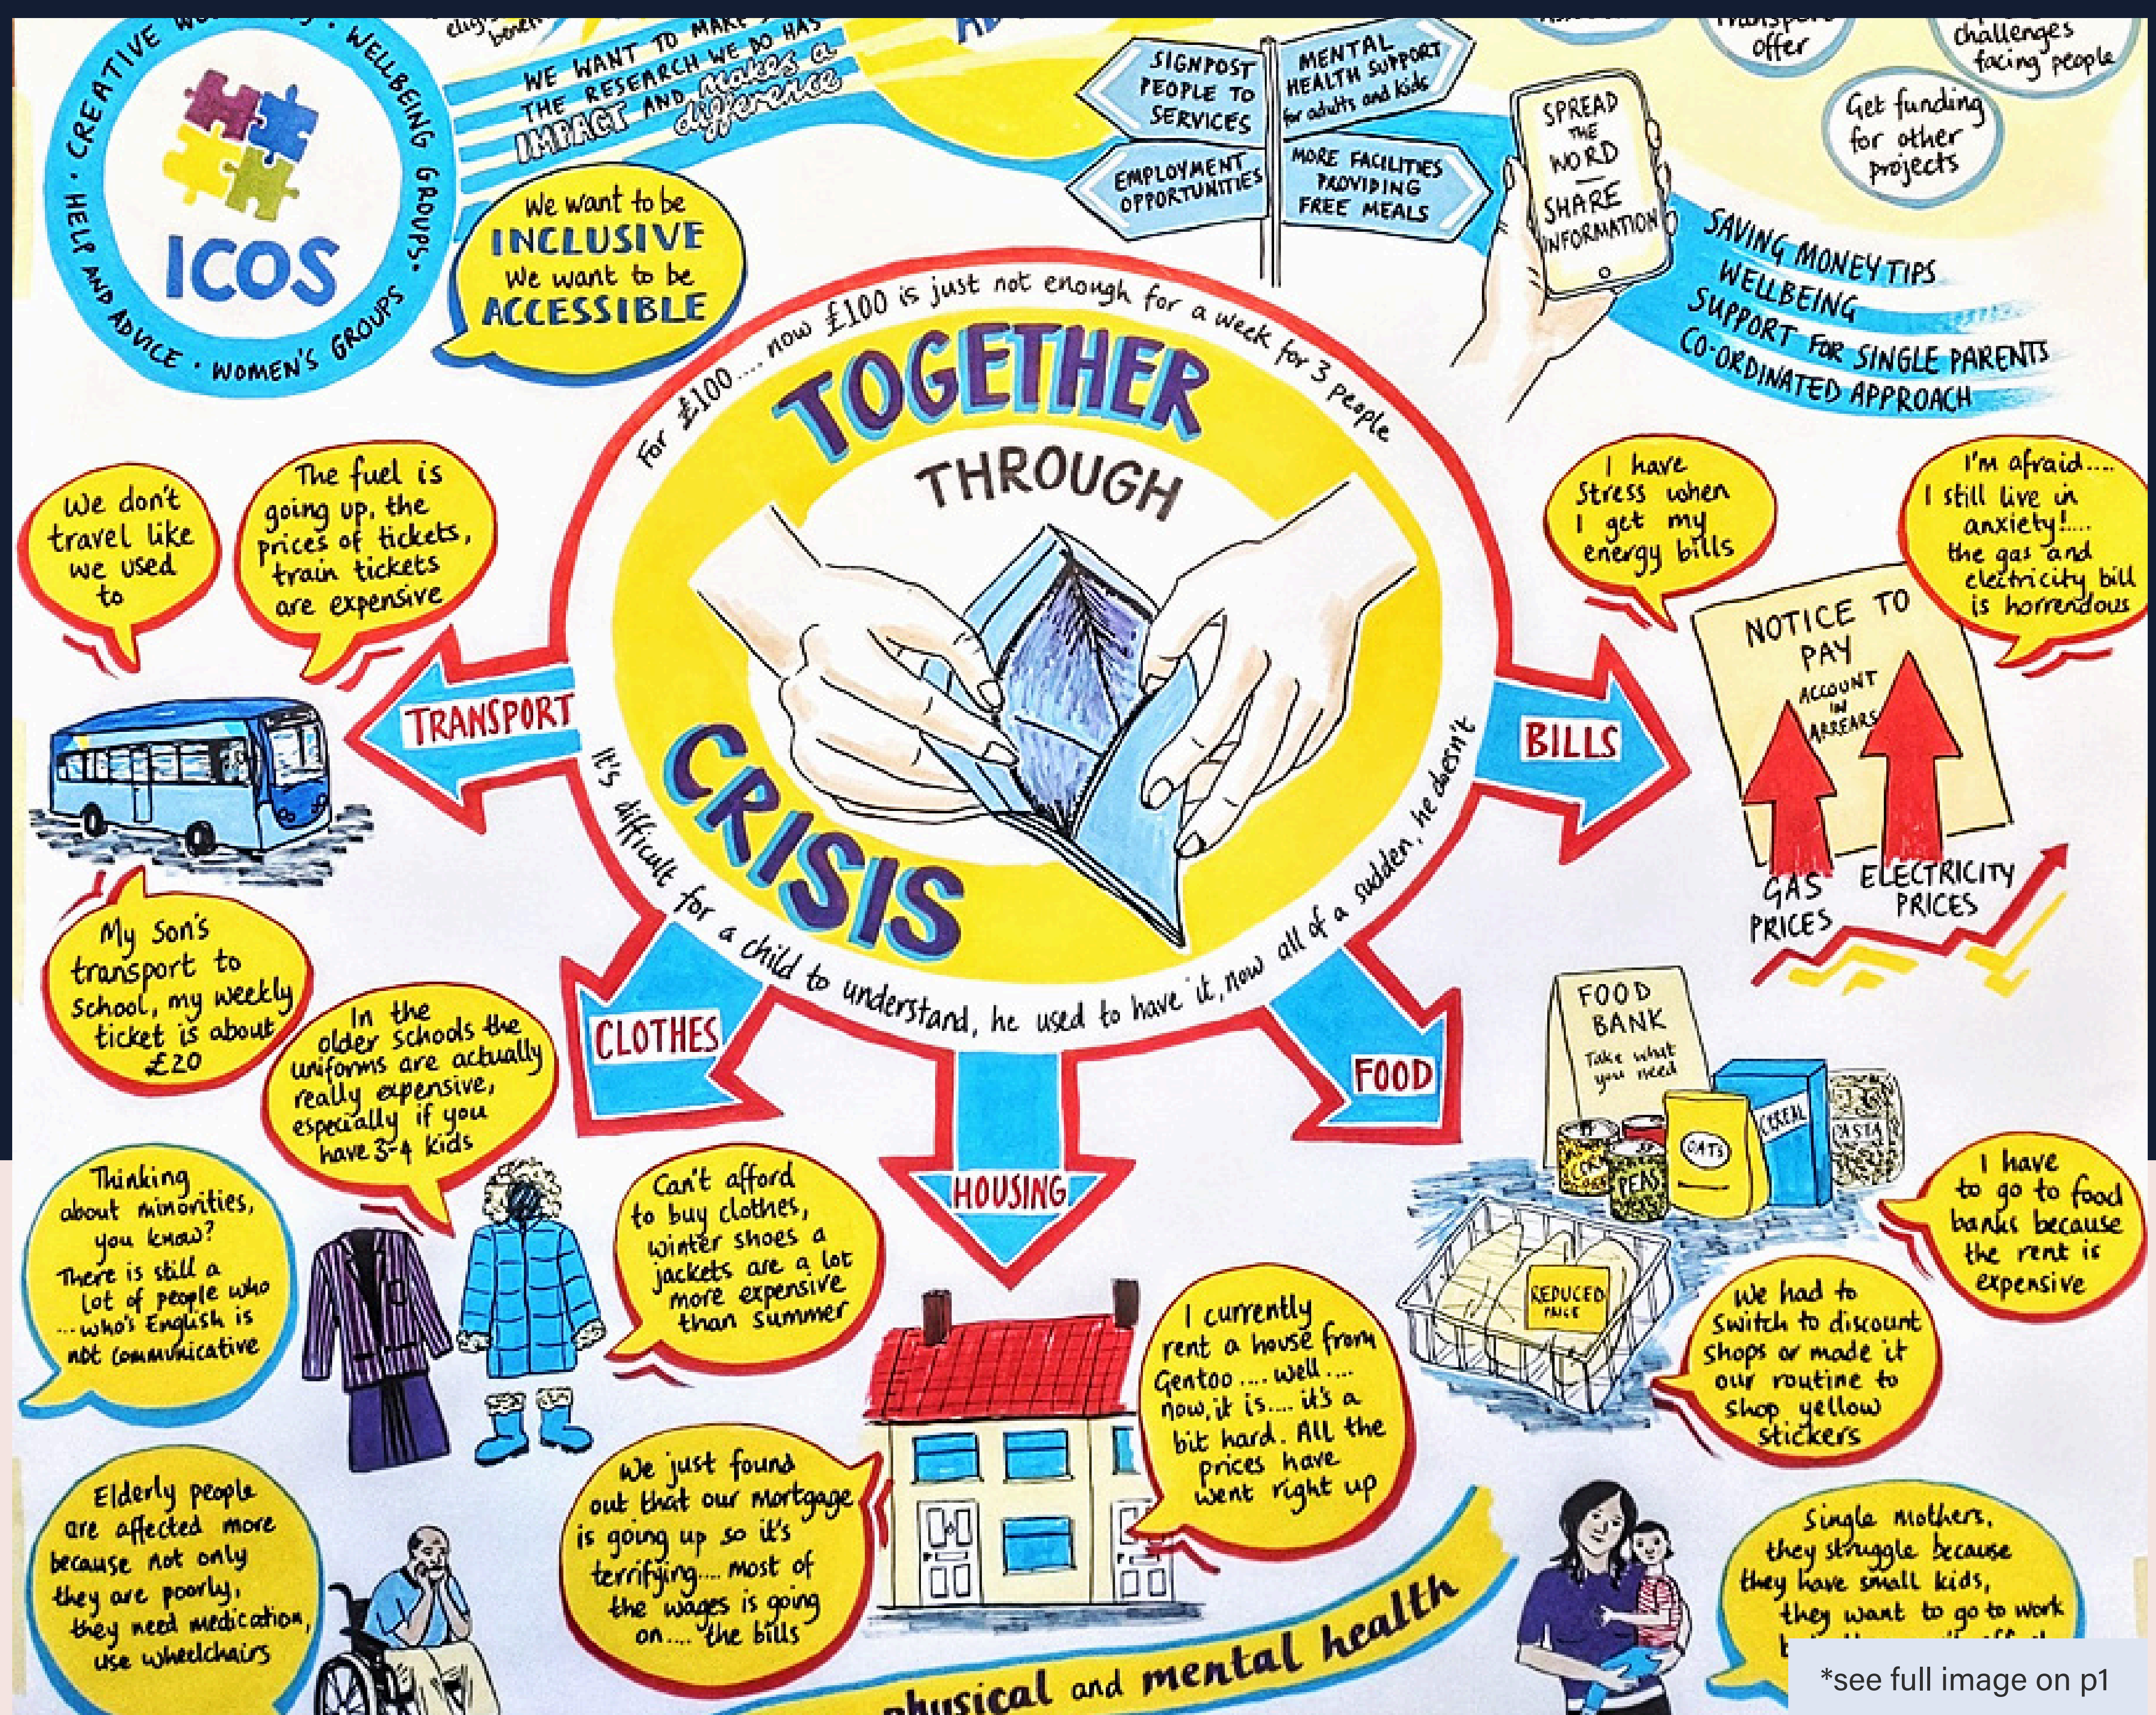 CREATIVE
WELLBEING GROUPS
WOMEN'S GROUPS
HELP AND ADVICE
ICOS
WE WANT TO MAKE
THE RESEARCH WE DO HAS
IMPACT AND makes a
difference
We want to be
INCLUSIVE
We want to be
ACCESSIBLE
SIGNPOST
PEOPLE TO
SERVICES
MENTAL
HEALTH SUPPORT
for adults and kids
EMPLOYMENT
OPPORTUNITIES
MORE FACILITIES
PROVIDING
FREE MEALS
SPREAD
THE
WORD
SHARE
INFORMATION
offer
challenges
facing people
Get funding
for other
projects
SAVING MONEY TIPS
WELLBEING
SUPPORT FOR SINGLE PARENTS
CO-ORDINATED APPROACH
For £100.... now £100 is just not enough for a week for 3 people
TOGETHER
THROUGH
CRISIS
It's difficult for a child to understand, he used to have it, now all of a sudden, he doesn't
We don't
travel like
we used
to
The fuel is
going up, the
prices of tickets,
train tickets
are expensive
TRANSPORT
My son's
transport to
School, my weekly
ticket is about
£20
I have
Stress when
I get my
energy bills
I'm afraid....
I still live in
anxiety!....
the gas and
electricity bill
is horrendous
BILLS
NOTICE TO
PAY
ACCOUNT
IN
ARREARS
GAS
PRICES
ELECTRICITY
PRICES
CLOTHES
In the
older schools the
uniforms are actually
really expensive,
especially if you
have 3-4 kids
Can't afford
to buy clothes,
winter shoes a
jackets are a lot
more expensive
than summer
HOUSING
We just found
out that our mortgage
is going up so it's
terrifying.... most of
the wages is going
on.... the bills
I currently
rent a house from
Gentoo .... well ....
now, it is.... it's a
bit hard. All the
prices have
went right up
FOOD
FOOD
BANK
Take what
you need
CORN
PEAS
OATS
CEREAL
PASTA
REDUCED
PRICE
I have
to go to food
banks because
the rent is
expensive
We had to
Switch to discount
Shops or made it
our routine to
shop yellow
stickers
Thinking
about minorities,
you know?
There is still a
lot of people who
...who's English is
not communicative
Elderly people
are affected more
because not only
they are poorly,
they need medication,
use wheelchairs
physical and mental health
Single Mothers,
they struggle because
they have small kids,
they want to go to work
*see full image on p1